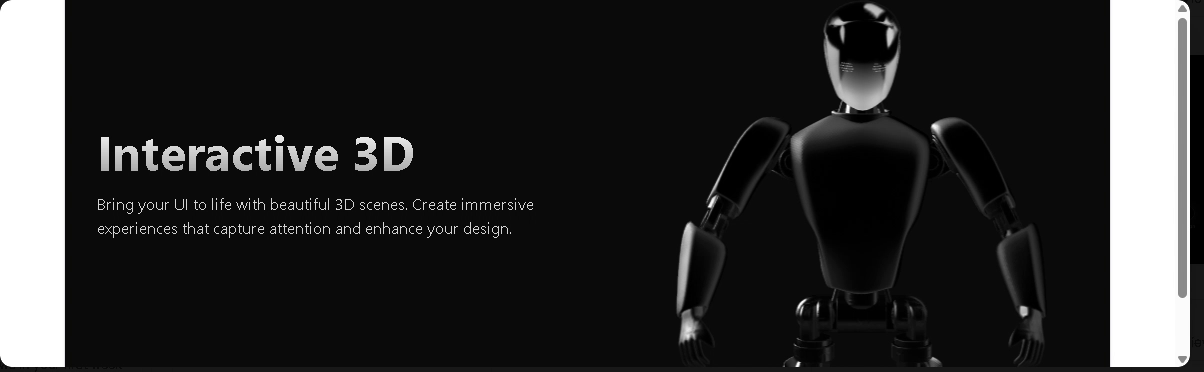 Interactive 3D
Bring your UI to life with beautiful 3D scenes. Create immersive
experiences that capture attention and enhance your design.